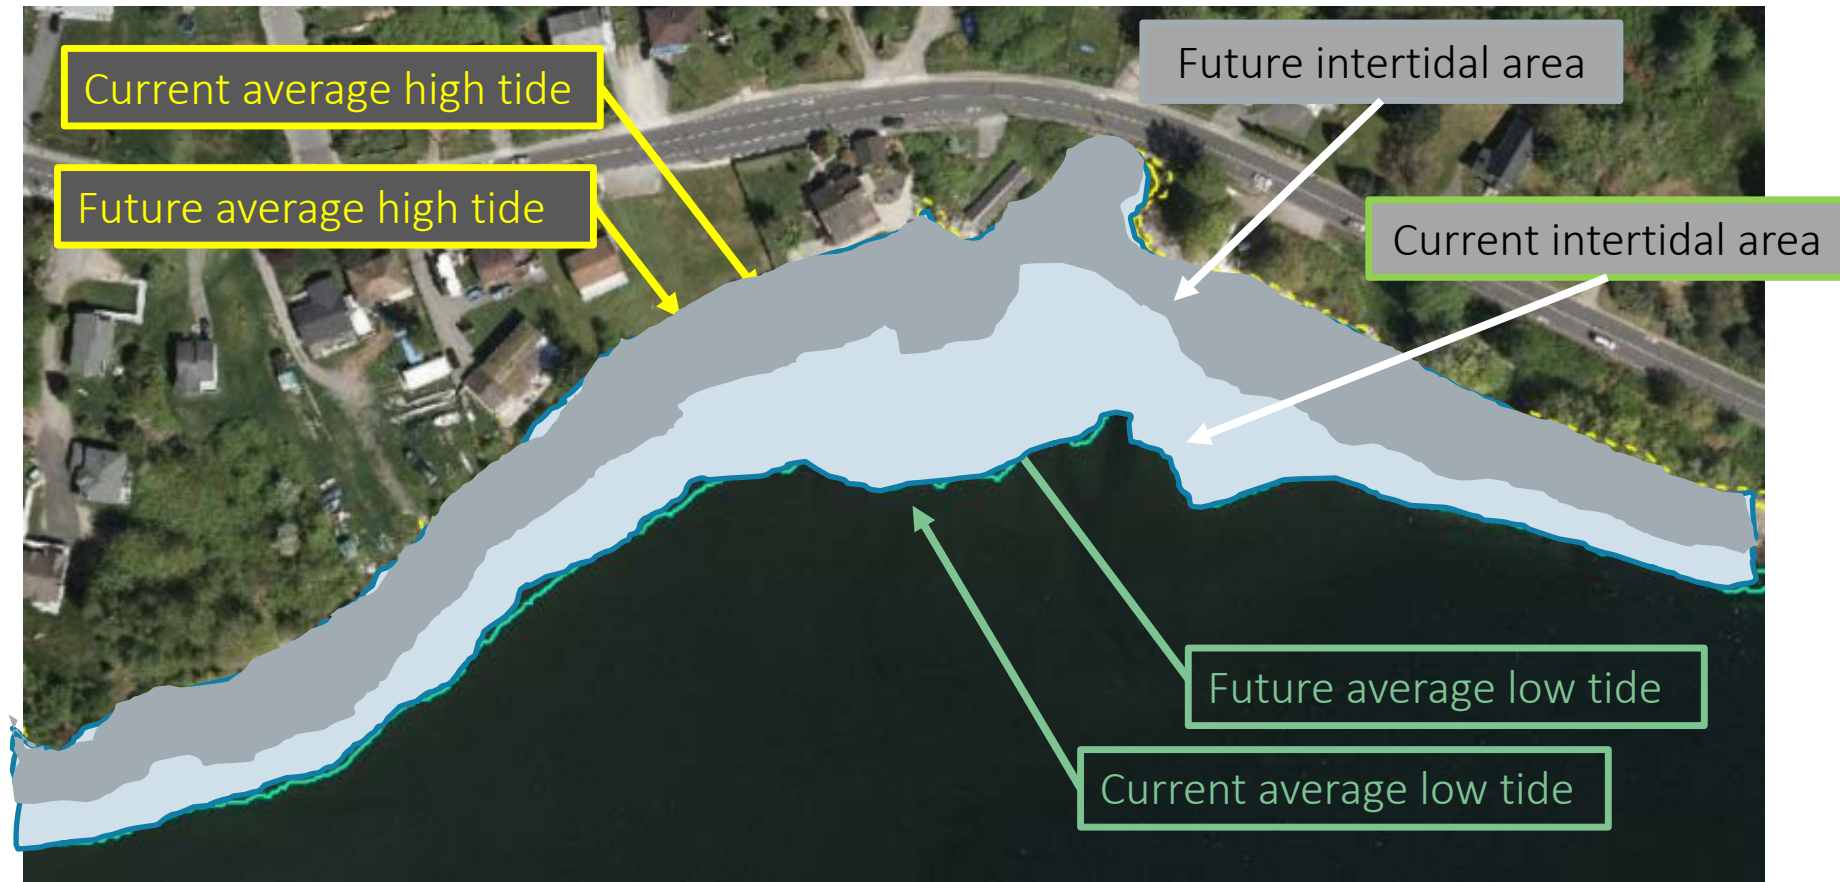 Current average high tide
Future average high tide
Future intertidal area
Current intertidal area
Future average low tide
Current average low tide